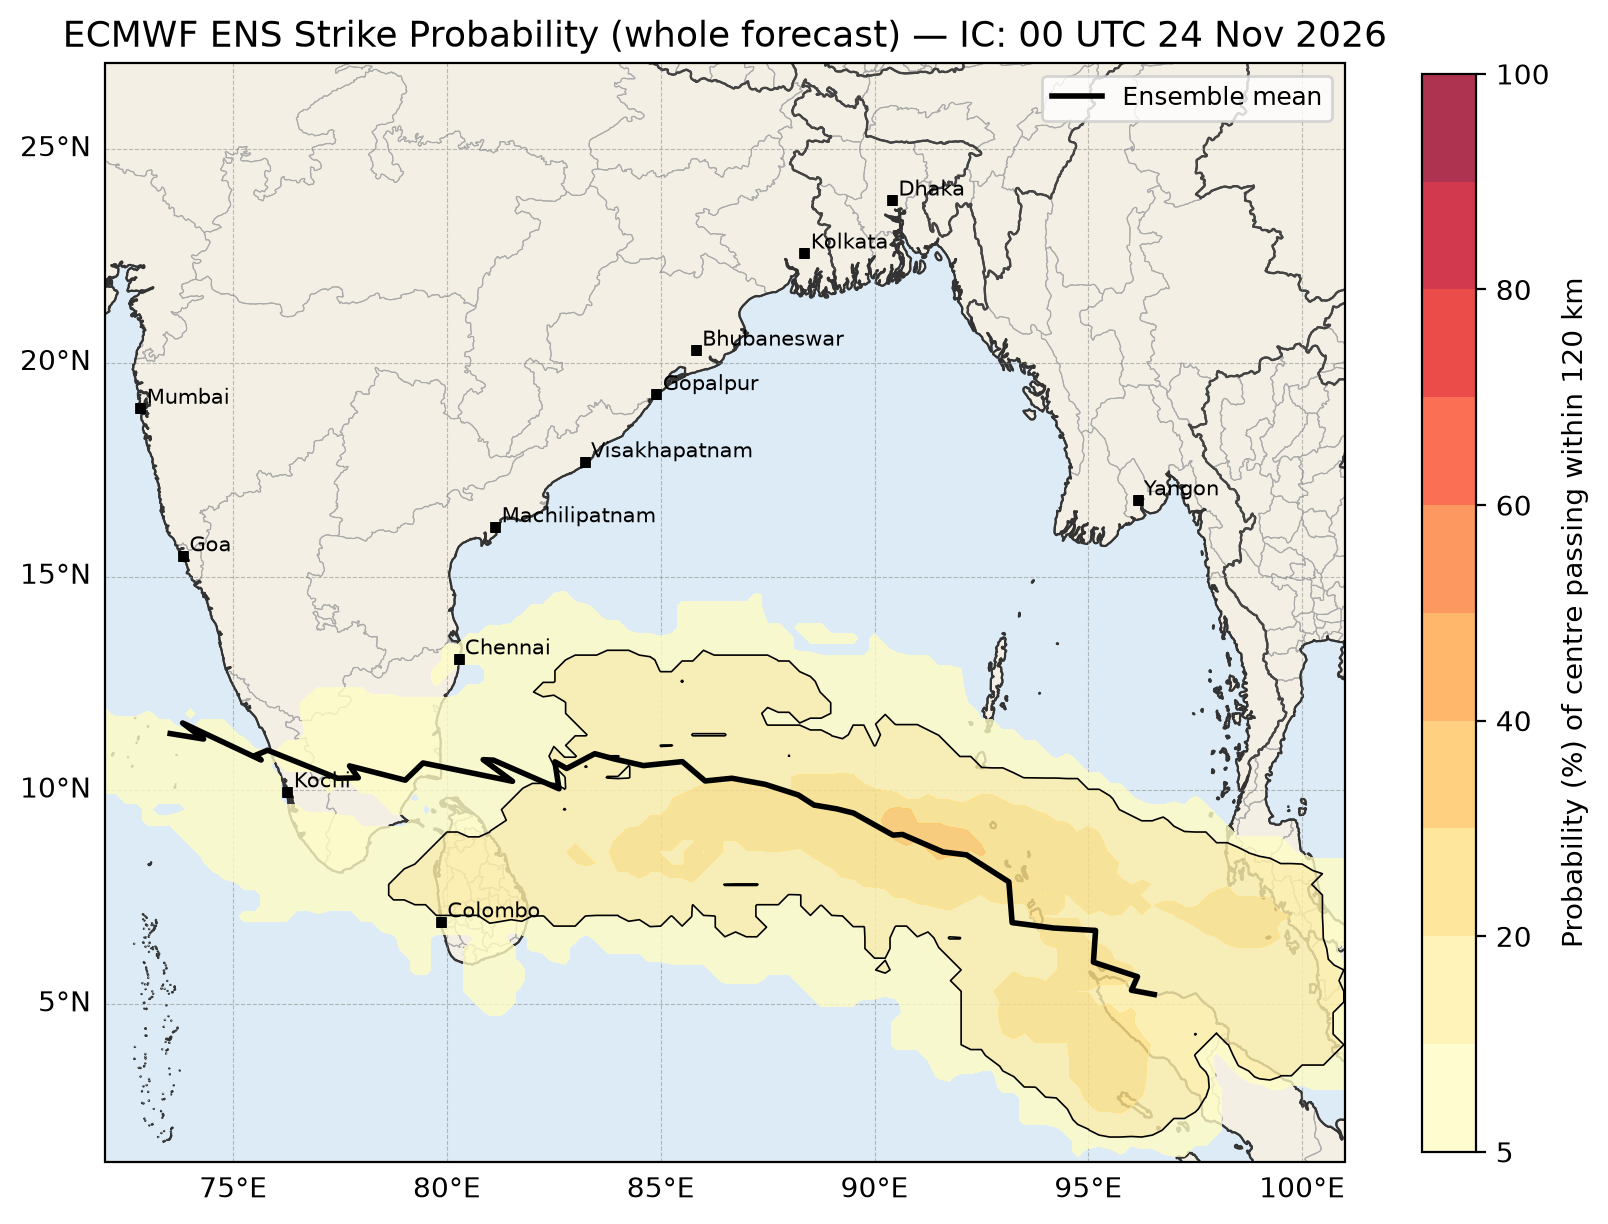 ECMWF ENS Strike Probability (whole forecast) — IC: 00 UTC 24 Nov 2026
Ensemble mean
25°N
20°N
15°N
10°N
5°N
75°E
80°E
85°E
90°E
95°E
100°E
Dhaka
Kolkata
Bhubaneswar
Gopalpur
Mumbai
Visakhapatnam
Yangon
Machilipatnam
Goa
Chennai
Kochi
Colombo
100
80
60
40
20
5
Probability (%) of centre passing within 120 km